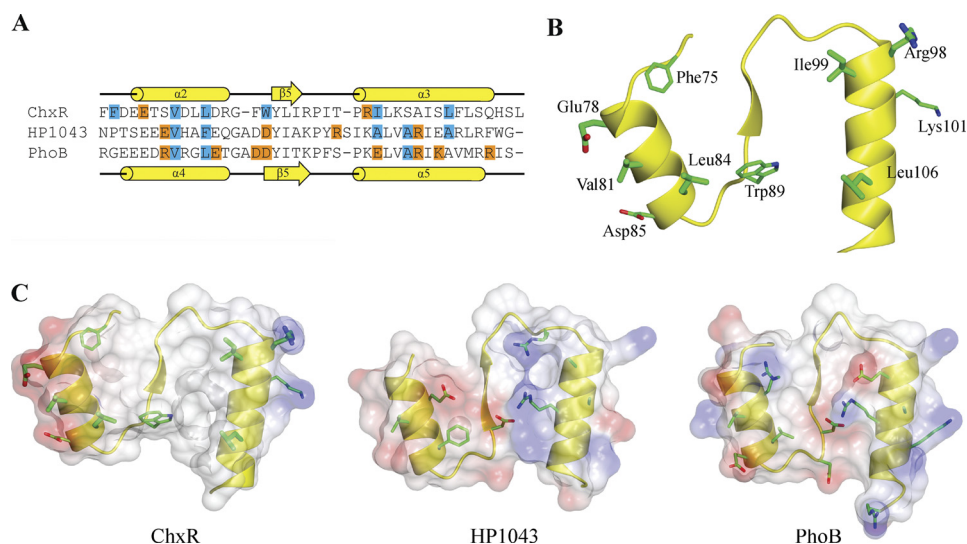 A
α2 β5 α3
ChxR FFDEETSVDLLDRG-FWYLIRPIT-PRILKSAISLFLSQHSL
HP1043 NPTSEEEVHAFEQGADDYIAKPYRSIKALVARIEARLRFWG-
PhoB RGEEEDRVRGLETGADDYITKPFS-PKELVARIKAVMRRIS-
α4 β5 α5
B
Arg98
Ile99
Phe75
Glu78
Lys101
Leu84
Val81
Leu106
Trp89
Asp85
C
ChxR HP1043 PhoB